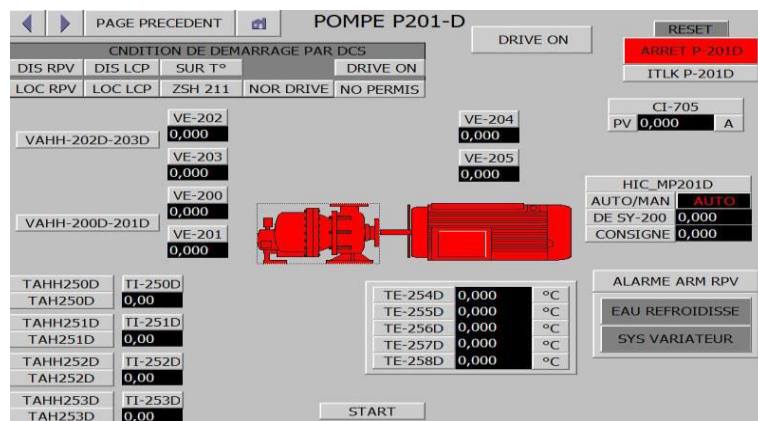 PAGE PRECEDENT
POMPE P201-D
DRIVE ON
RESET
ARRET P-201D
ITLK P-201D
CNDITION DE DEMARRAGE PAR DCS
DIS RPV DIS LCP SUR T° DRIVE ON
LOC RPV LOC LCP ZSH 211 NOR DRIVE NO PERMIS
CI-705
PV 0,000 A
VAHH-202D-203D
VE-202
0,000
VE-203
0,000
VE-204
0,000
VE-205
0,000
VAHH-200D-201D
VE-200
0,000
VE-201
0,000
HIC_MP201D
AUTO/MAN AUTO
DE SY-200 0,000
CONSIGNE 0,000
TAHH250D TI-250D
TAH250D 0,00
TAHH251D TI-251D
TAH251D 0,00
TAHH252D TI-252D
TAH252D 0,00
TAHH253D TI-253D
TAH253D 0,00
TE-254D 0,000 °C
TE-255D 0,000 °C
TE-256D 0,000 °C
TE-257D 0,000 °C
TE-258D 0,000 °C
ALARME ARM RPV
EAU REFROIDISSE
SYS VARIATEUR
START